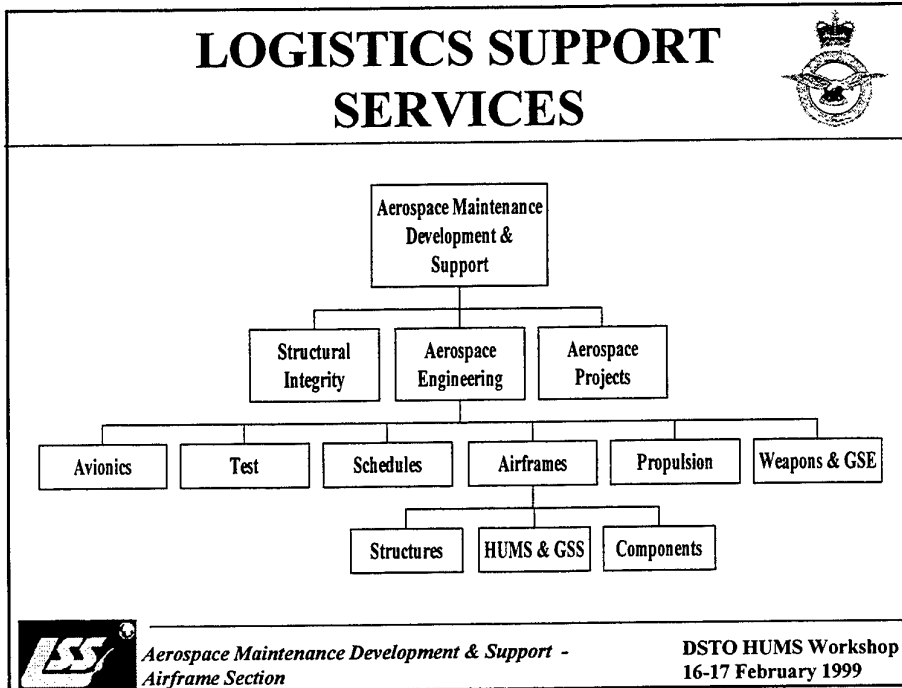 LOGISTICS SUPPORT
SERVICES
Aerospace Maintenance
Development &
Support
Structural
Integrity
Aerospace
Engineering
Aerospace
Projects
Avionics
Test
Schedules
Airframes
Propulsion
Weapons & GSE
Structures
HUMS & GSS
Components
LSS
Aerospace Maintenance Development & Support -
Airframe Section
DSTO HUMS Workshop
16-17 February 1999